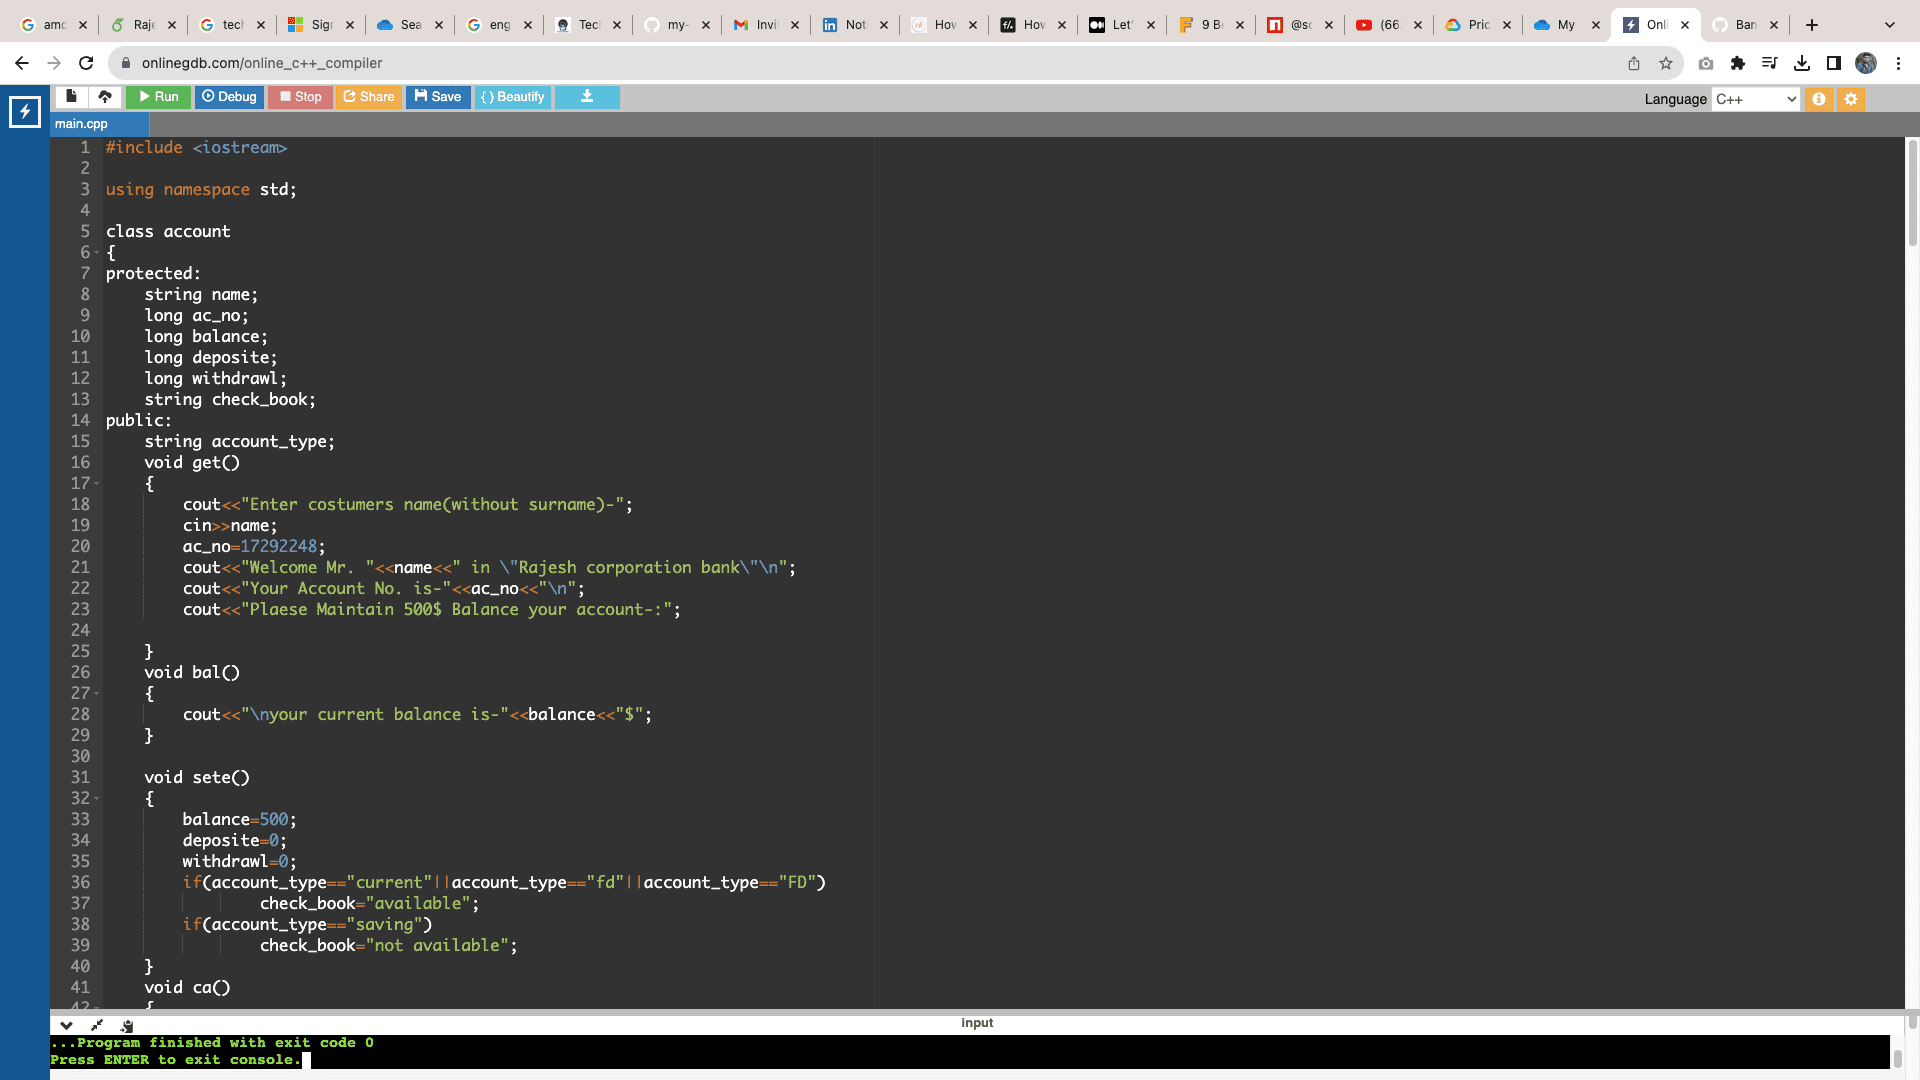 amc
Raje
tech
Sign
Sea
eng
Tecl
my-
Invi
Not
How
Hov
Let'
9 Be
@sc
(66
Pric
My
Onli
Ban
onlinegdb.com/online_c++_compiler
Run Debug Stop Share Save { } Beautify
Language C++
main.cpp
1 #include <iostream>
2
3 using namespace std;
4
5 class account
6 {
7 protected:
8 string name;
9 long ac_no;
10 long balance;
11 long deposite;
12 long withdrawl;
13 string check_book;
14 public:
15 string account_type;
16 void get()
17 {
18 cout<<"Enter costumers name(without surname)-";
19 cin>>name;
20 ac_no=17292248;
21 cout<<"Welcome Mr. "<<name<<" in \"Rajesh corporation bank\"\n";
22 cout<<"Your Account No. is-"<<ac_no<<"\n";
23 cout<<"Plaese Maintain 500$ Balance your account-:";
24
25 }
26 void bal()
27 {
28 cout<<"\nyour current balance is-"<<balance<<"$";
29 }
30
31 void sete()
32 {
33 balance=500;
34 deposite=0;
35 withdrawl=0;
36 if(account_type=="current"||account_type=="fd"||account_type=="FD")
37 check_book="available";
38 if(account_type=="saving")
39 check_book="not available";
40 }
41 void ca()
42 {
input
...Program finished with exit code 0
Press ENTER to exit console.